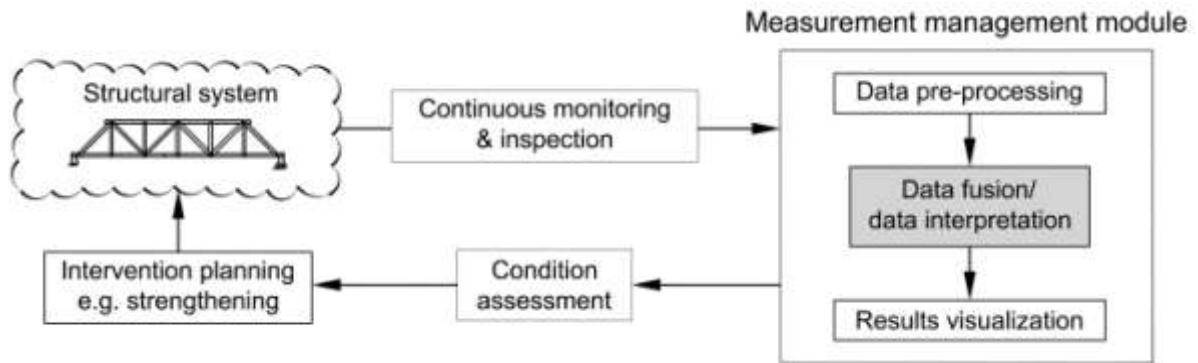 Measurement management module
Structural system
Continuous monitoring
& inspection
Data pre-processing
Data fusion/
data interpretation
Results visualization
Condition
assessment
Intervention planning
e.g. strengthening